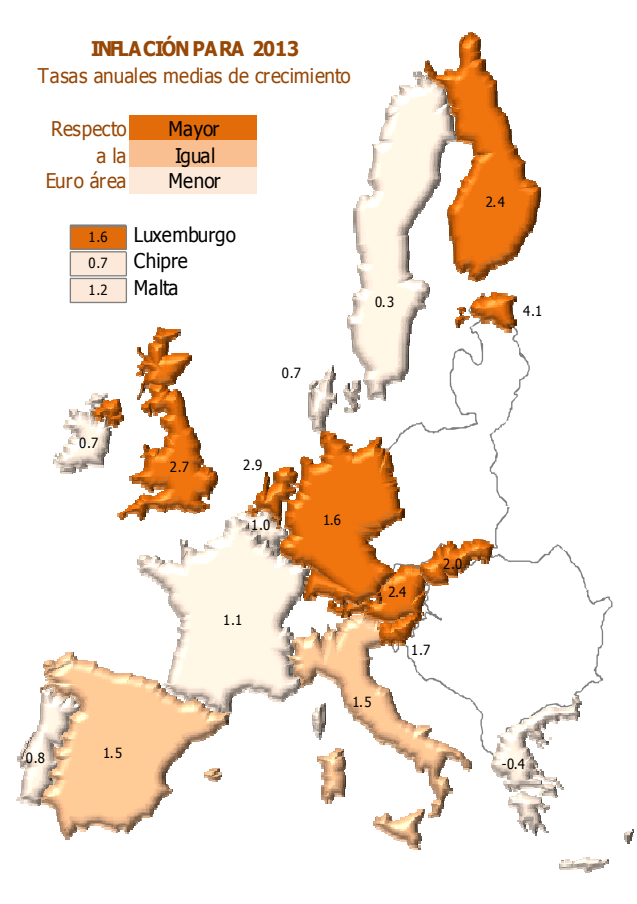 INFLACIÓN PARA 2013
Tasas anuales medias de crecimiento
Respecto Mayor
a la Igual
Euro área Menor
1.6 Luxemburgo
0.7 Chipre
1.2 Malta
2.4
0.3
4.1
0.7
0.7
2.7
2.9
1.0
1.6
2.0
2.4
1.1
1.7
1.5
0.8
1.5
-0.4